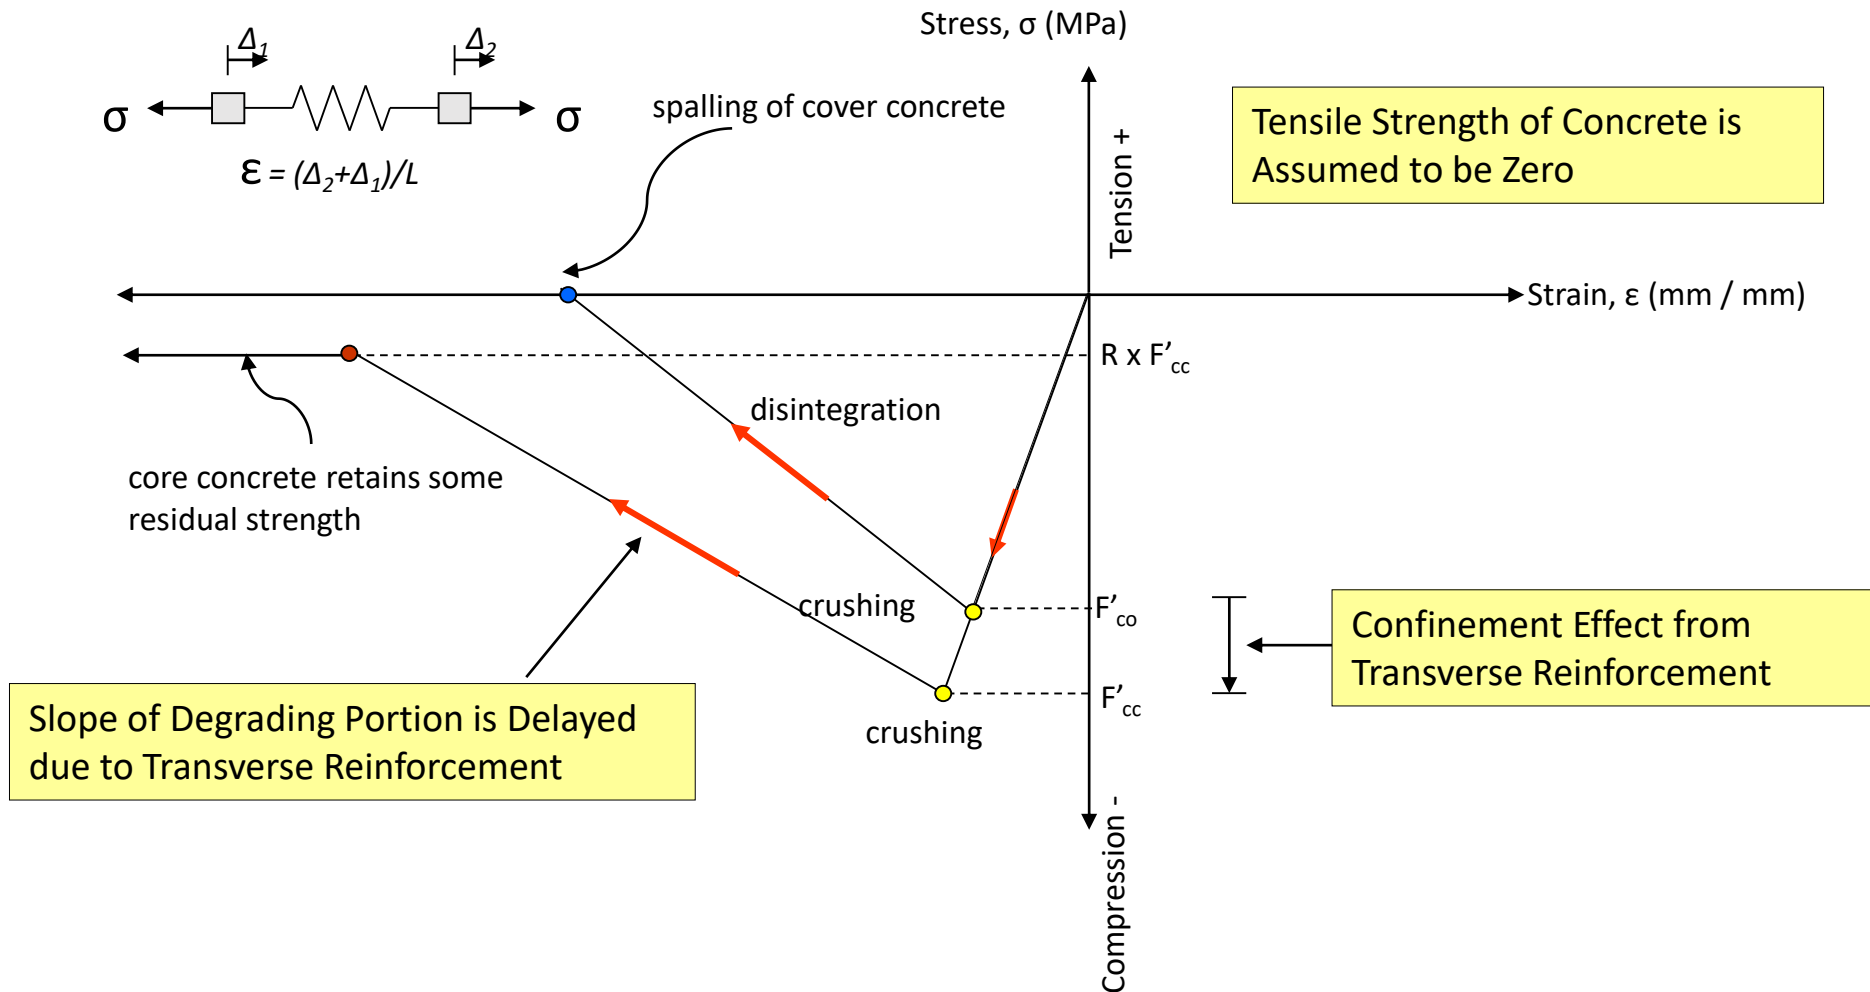 Stress, σ (MPa)
Δ₁
Δ₂
σ
σ
ε = (Δ₂+Δ₁)/L
spalling of cover concrete
Tension +
Tensile Strength of Concrete is
Assumed to be Zero
Strain, ε (mm / mm)
R x F’cc
disintegration
core concrete retains some
residual strength
crushing
F’co
Confinement Effect from
Transverse Reinforcement
F’cc
crushing
Slope of Degrading Portion is Delayed
due to Transverse Reinforcement
Compression -